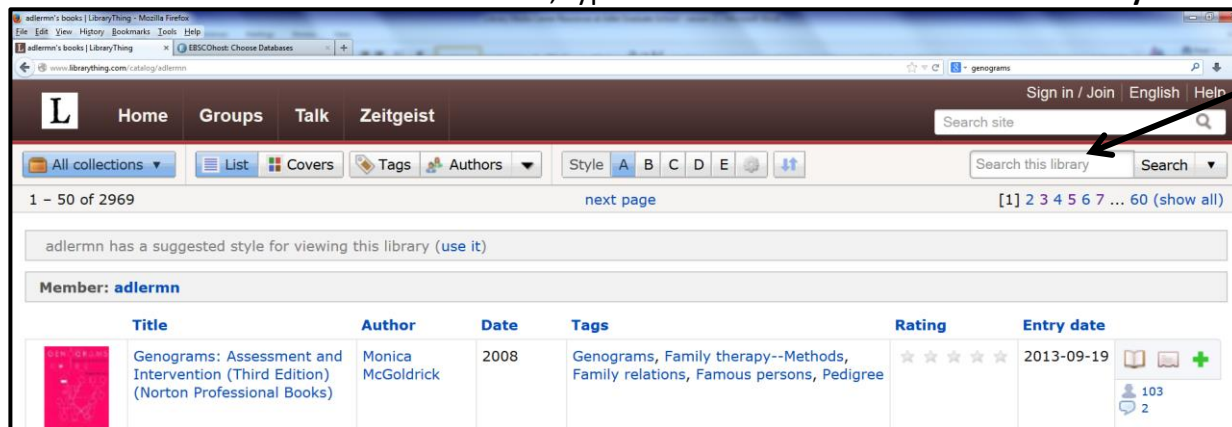 adlermn's books | LibraryThing - Mozilla Firefox
File Edit View History Bookmarks Tools Help
adlermn's books | LibraryThing × EBSCOhost: Choose Databases × +
www.librarything.com/catalog/adlermn genograms
Sign in / Join English Help
L Home Groups Talk Zeitgeist Search site
All collections List Covers Tags Authors Style A B C D E Search this library Search
1 – 50 of 2969 next page [1] 2 3 4 5 6 7 ... 60 (show all)
adlermn has a suggested style for viewing this library (use it)
Member: adlermn
Title Author Date Tags Rating Entry date
Genograms: Assessment and Monica 2008 Genograms, Family therapy--Methods, 2013-09-19
Intervention (Third Edition) McGoldrick Family relations, Famous persons, Pedigree
(Norton Professional Books) 103
2